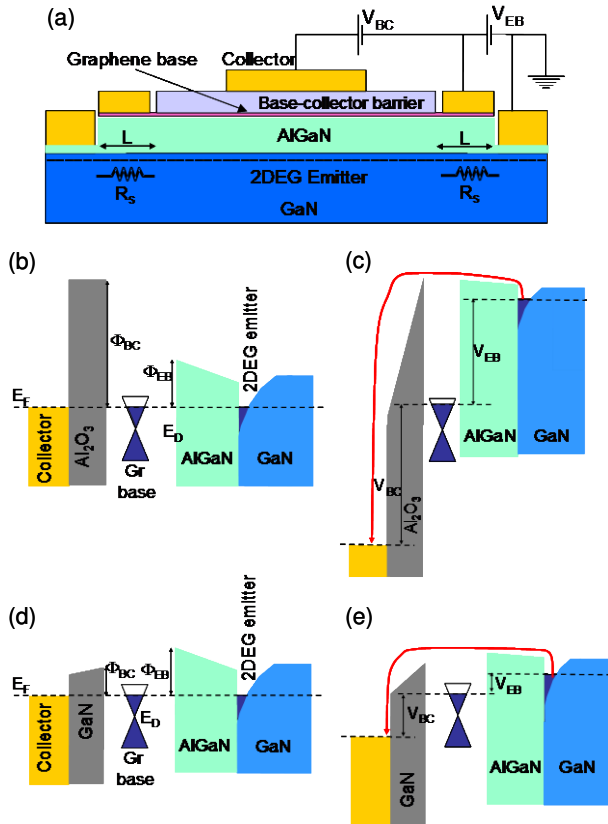 (a)
V_BC
V_EB
Graphene base
Collector
Base-collector barrier
L
AlGaN
L
R_S
2DEG Emitter
R_S
GaN
(b)
Φ_BC
Φ_EB
2DEG emitter
E_F
E_D
Collector
Al₂O₃
Gr
base
AlGaN
GaN
(c)
V_EB
AlGaN
GaN
V_BC
Al₂O₃
(d)
Φ_BC
Φ_EB
2DEG emitter
E_F
E_D
Collector
GaN
Gr
base
AlGaN
GaN
(e)
V_EB
V_BC
AlGaN
GaN
GaN